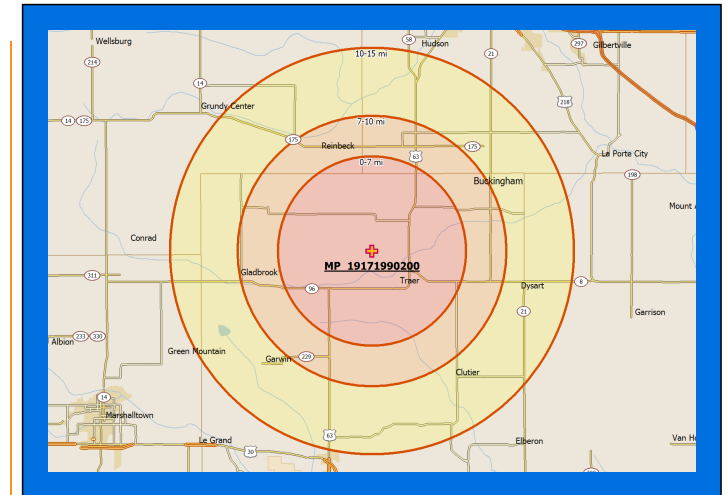 58
Hudson
297
Gilbertville
Wellsburg
10-15 mi
21
214
14
218
Grundy Center
14
175
7-10 mi
175
Reinbeck
175
63
La Porte City
0-7 mi
198
Buckingham
Mount
Conrad
MP 19171990200
311
Gladbrook
Traer
8
96
Dysart
21
Garrison
233
330
Albion
Green Mountain
Garwin
229
Clutier
14
Marshalltown
63
Le Grand
Elberon
Van H
30